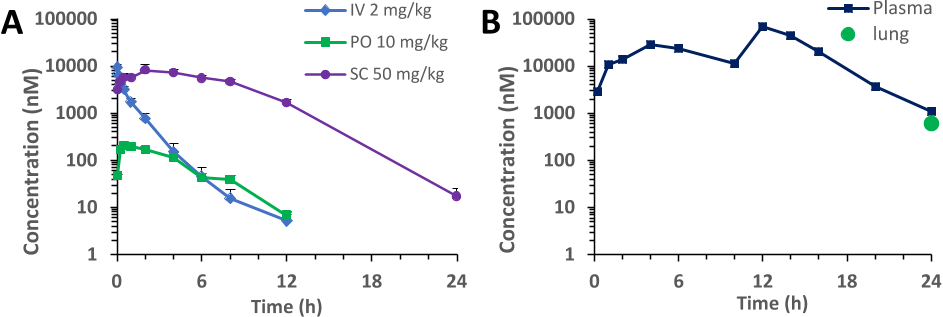 A
IV 2 mg/kg
PO 10 mg/kg
SC 50 mg/kg
Concentration (nM)
100000
10000
1000
100
10
1
0
6
12
18
24
Time (h)
B
Plasma
lung
Concentration (nM)
100000
10000
1000
100
10
1
0
6
12
18
24
Time (h)